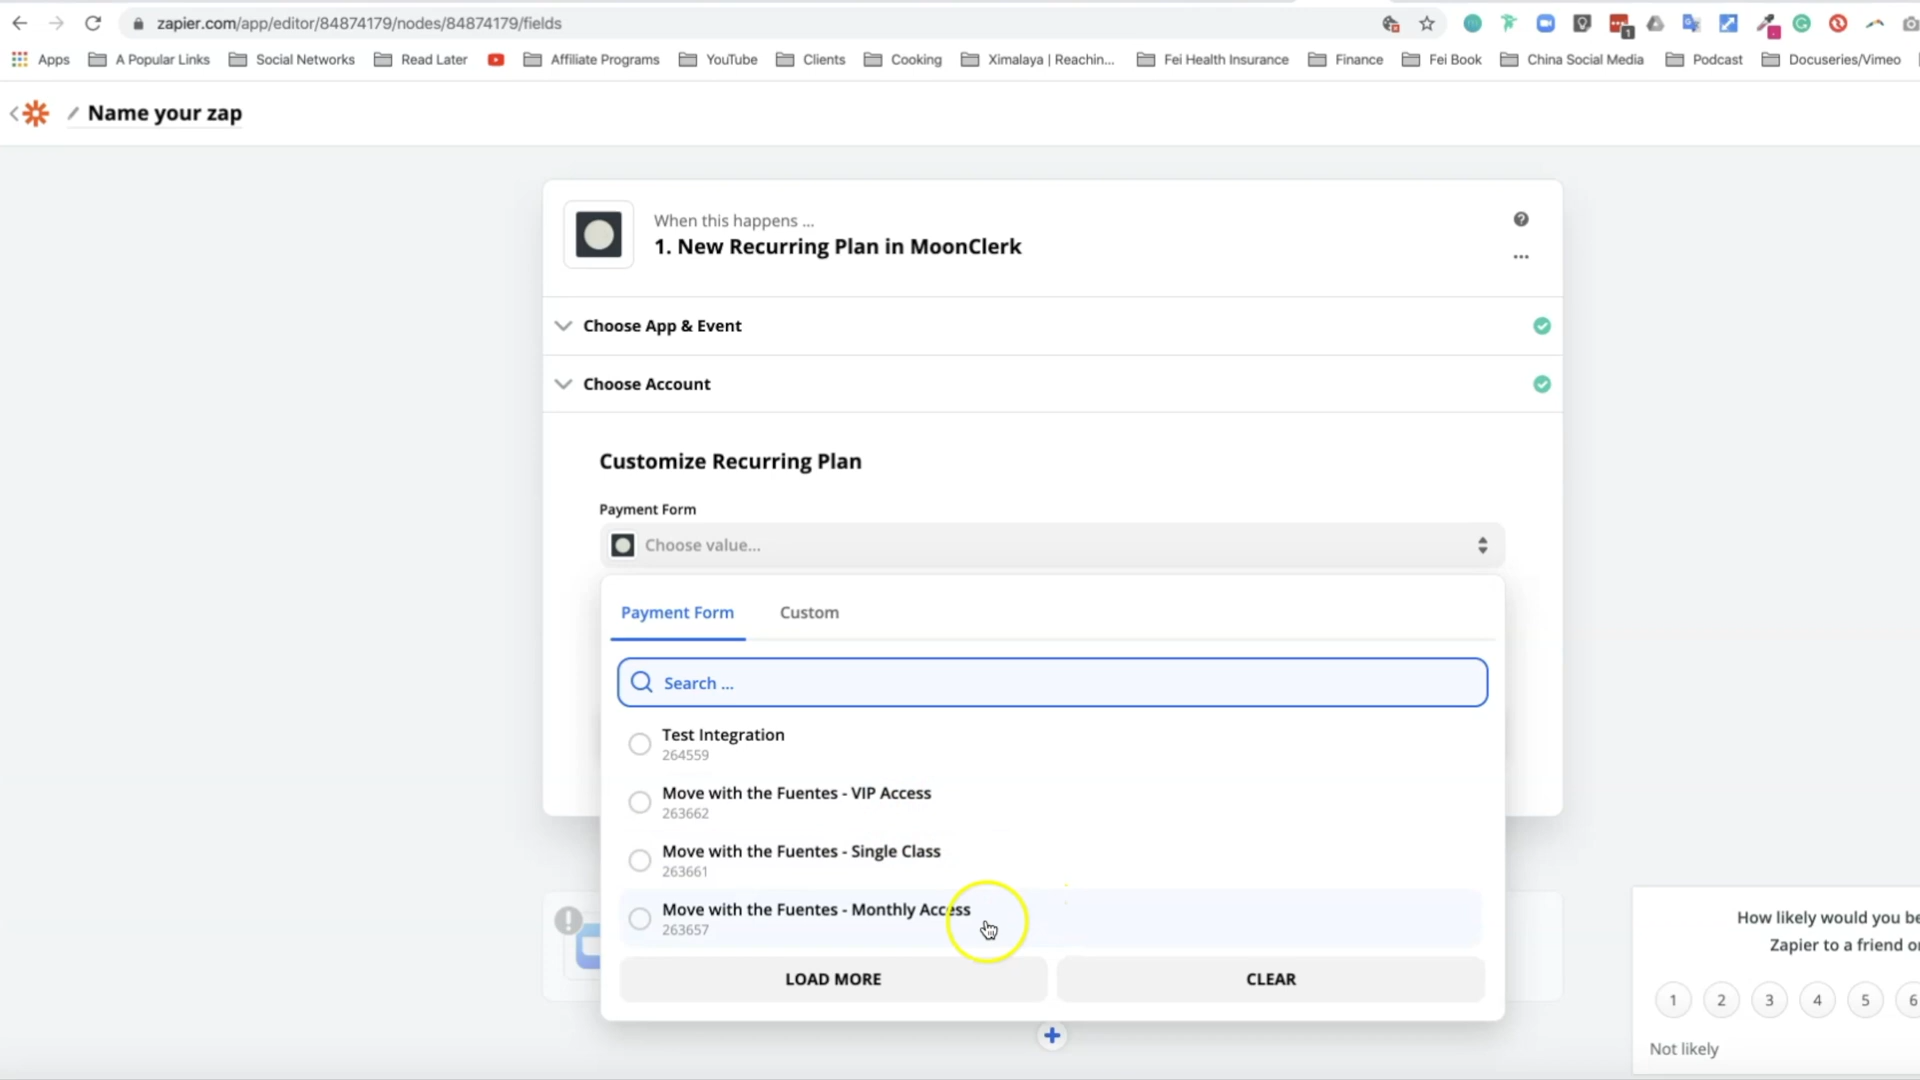 zapier.com/app/editor/84874179/nodes/84874179/fields
1
Apps
A Popular Links
Social Networks
Read Later
Affiliate Programs
YouTube
Clients
Cooking
Ximalaya | Reachin...
Fei Health Insurance
Finance
Fei Book
China Social Media
Podcast
Docuseries/Vimeo
Name your zap
When this happens ...
1. New Recurring Plan in MoonClerk
Choose App & Event
Choose Account
Customize Recurring Plan
Payment Form
Choose value...
Payment Form
Custom
Search ...
Test Integration
264559
Move with the Fuentes - VIP Access
263662
Move with the Fuentes - Single Class
263661
Move with the Fuentes - Monthly Access
263657
LOAD MORE
CLEAR
How likely would you be
Zapier to a friend o
1 2 3 4 5 6
Not likely